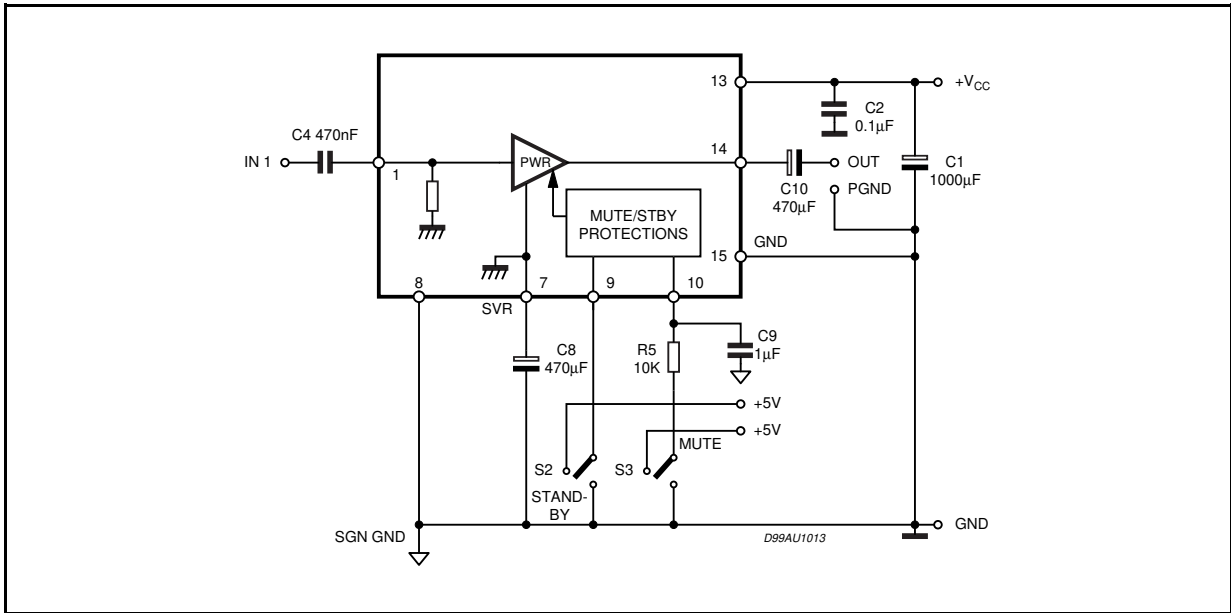 13
+VCC
C2
0.1µF
C4 470nF
IN 1
1
PWR
14
OUT
C10
470µF
PGND
C1
1000µF
MUTE/STBY
PROTECTIONS
GND
15
8
7
9
10
SVR
C8
470µF
R5
10K
C9
1µF
+5V
+5V
MUTE
S2
S3
STAND-
BY
SGN GND
D99AU1013
GND